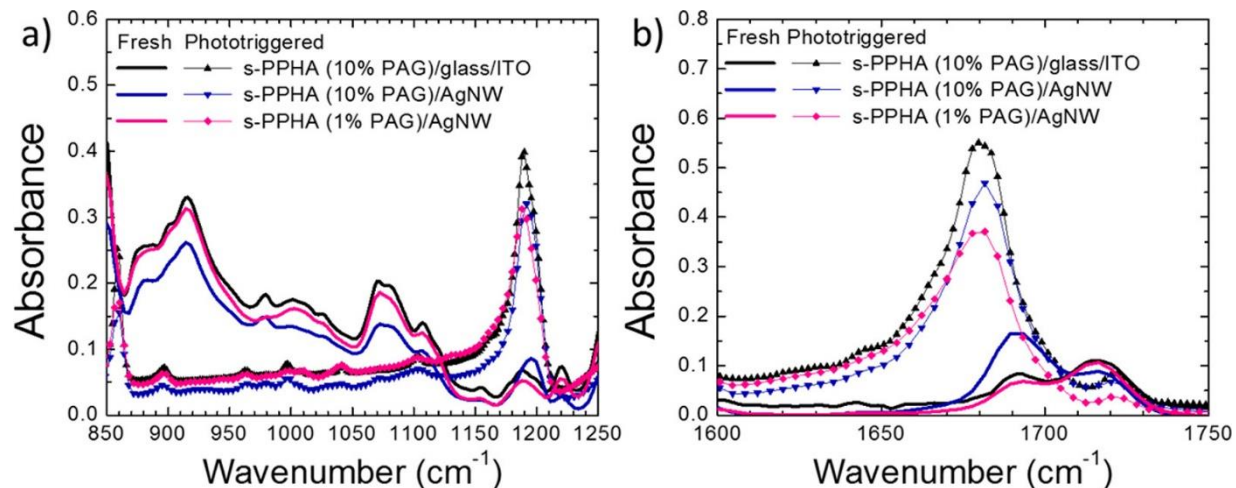 a)
Fresh Phototriggered
s-PPHA (10% PAG)/glass/ITO
s-PPHA (10% PAG)/AgNW
s-PPHA (1% PAG)/AgNW
Absorbance
0.6
0.5
0.4
0.3
0.2
0.1
0.0
850 900 950 1000 1050 1100 1150 1200 1250
Wavenumber (cm⁻¹)
b)
Fresh Phototriggered
s-PPHA (10% PAG)/glass/ITO
s-PPHA (10% PAG)/AgNW
s-PPHA (1% PAG)/AgNW
Absorbance
0.8
0.7
0.6
0.5
0.4
0.3
0.2
0.1
0.0
1600 1650 1700 1750
Wavenumber (cm⁻¹)